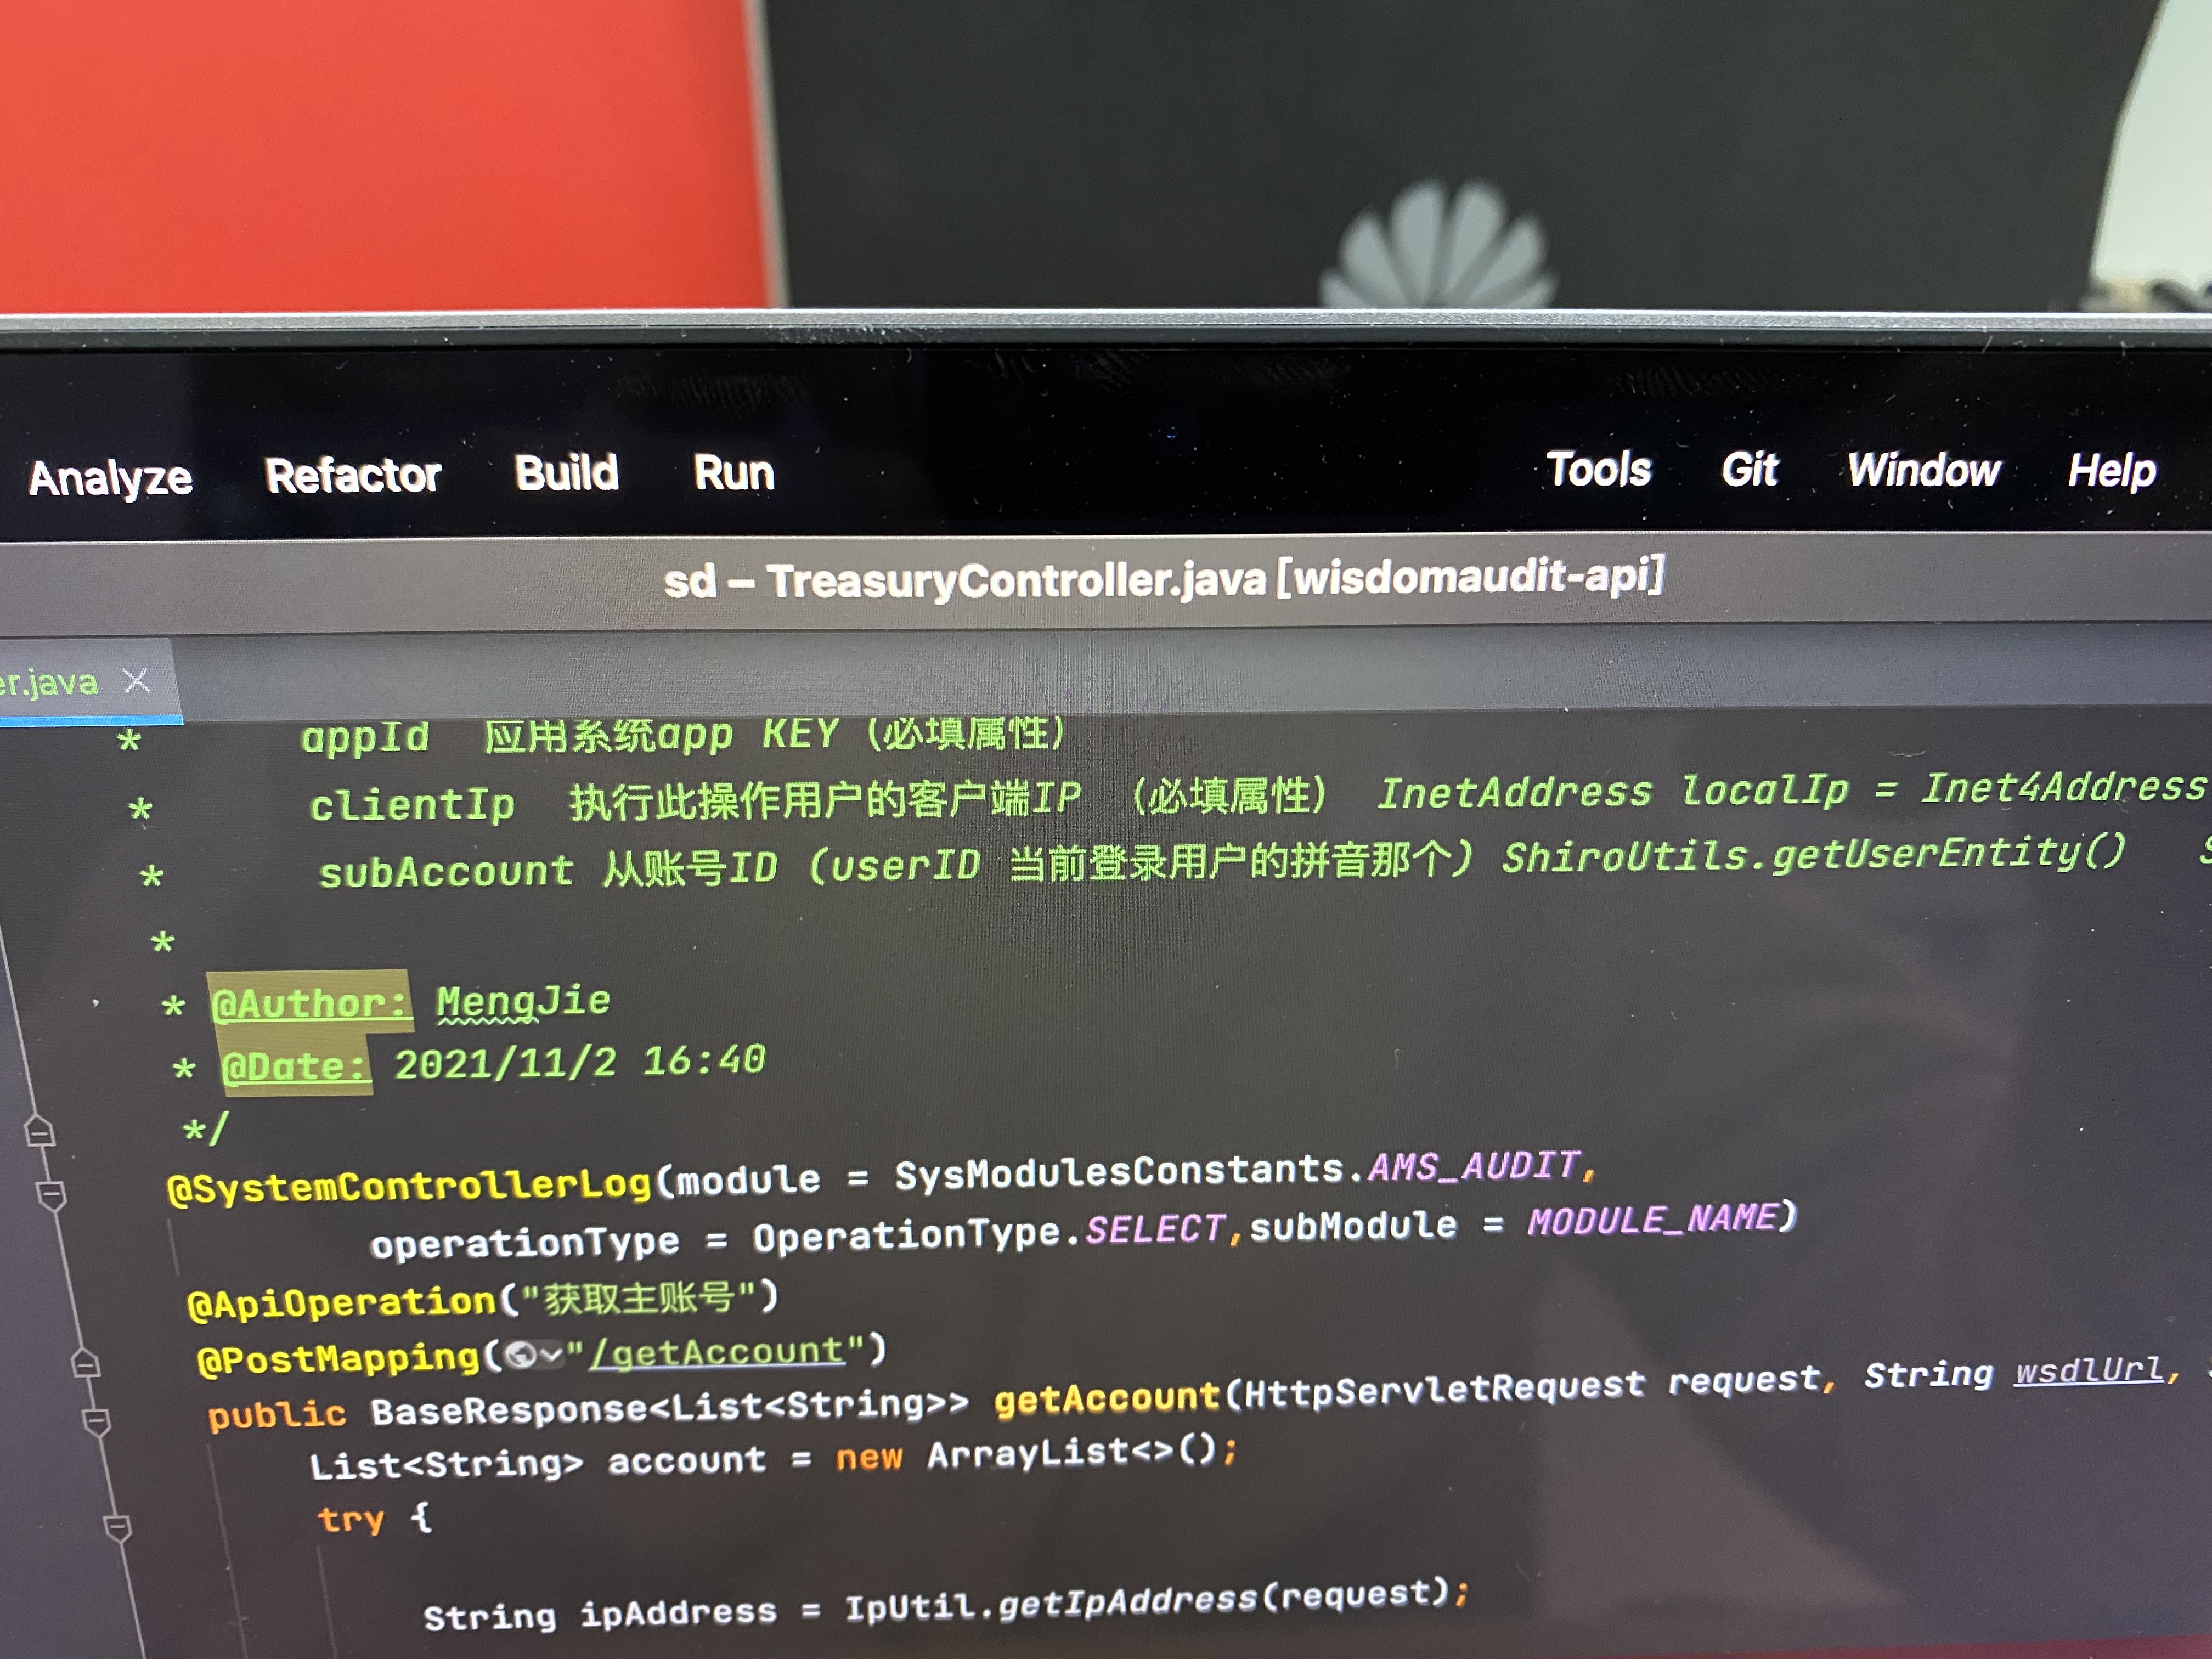 Analyze Refactor Build Run Tools Git Window Help
sd – TreasuryController.java [wisdomaudit-api]
er.java
* appId 应用系统app KEY (必填属性)
* clientIp 执行此操作用户的客户端IP (必填属性) InetAddress localIp = Inet4Address
* subAccount 从账号ID (userID 当前登录用户的拼音那个) ShiroUtils.getUserEntity()
*
* @Author: MengJie
* @Date: 2021/11/2 16:40
*/
@SystemControllerLog(module = SysModulesConstants.AMS_AUDIT,
operationType = OperationType.SELECT,subModule = MODULE_NAME)
@ApiOperation("获取主账号")
@PostMapping("/getAccount")
public BaseResponse<List<String>> getAccount(HttpServletRequest request, String wsdlUrl,
List<String> account = new ArrayList<>();
try {
String ipAddress = IpUtil.getIpAddress(request);